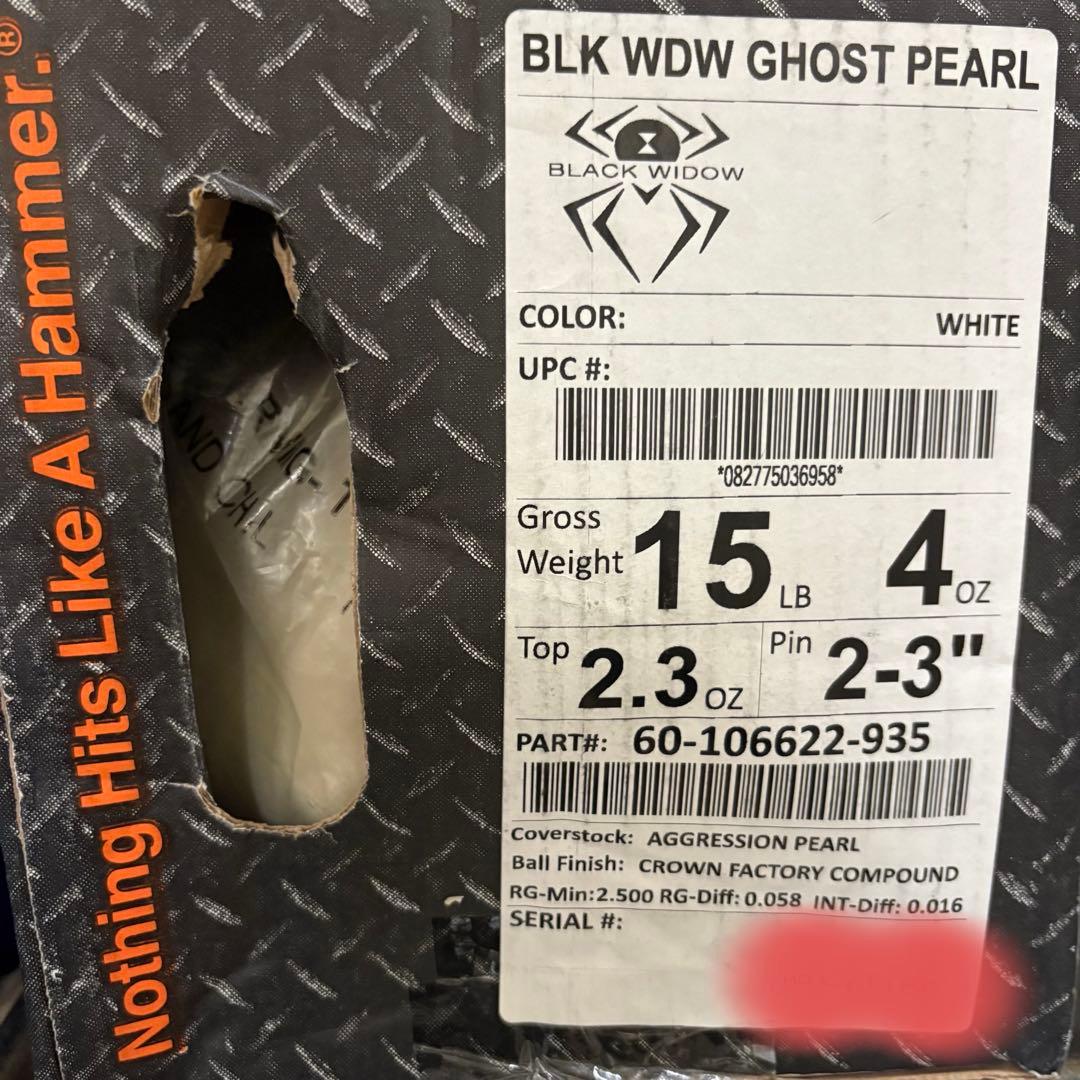 Nothing Hits Like A Hammer.®
AND CHIL
BLK WDW GHOST PEARL
BLACK WIDOW
COLOR: WHITE
UPC #:
*082775036958*
Gross Weight 15 LB 4 OZ
Top 2.3 OZ Pin 2-3"
PART#: 60-106622-935
Coverstock: AGGRESSION PEARL
Ball Finish: CROWN FACTORY COMPOUND
RG-Min:2.500 RG-Diff: 0.058 INT-Diff: 0.016
SERIAL #: